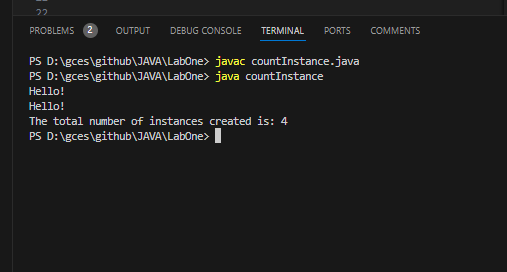 22
PROBLEMS 2 OUTPUT DEBUG CONSOLE TERMINAL PORTS COMMENTS
PS D:\gces\github\JAVA\LabOne> javac countInstance.java
PS D:\gces\github\JAVA\LabOne> java countInstance
Hello!
Hello!
The total number of instances created is: 4
PS D:\gces\github\JAVA\LabOne>